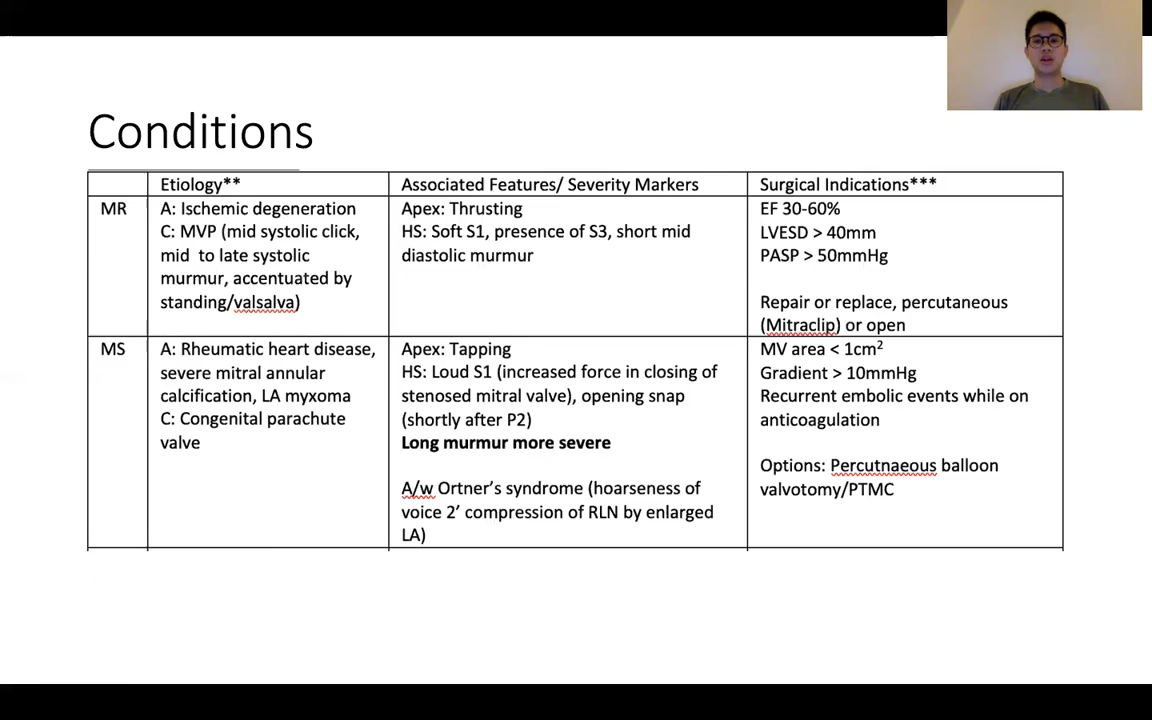 Conditions
Etiology**
Associated Features/ Severity Markers
Surgical Indications***
MR
A: Ischemic degeneration
C: MVP (mid systolic click,
mid  to late systolic
murmur, accentuated by
standing/valsalva)
Apex: Thrusting
HS: Soft S1, presence of S3, short mid
diastolic murmur
EF 30-60%
LVESD > 40mm
PASP > 50mmHg
Repair or replace, percutaneous
(Mitraclip) or open
MS
A: Rheumatic heart disease,
severe mitral annular
calcification, LA myxoma
C: Congenital parachute
valve
Apex: Tapping
HS: Loud S1 (increased force in closing of
stenosed mitral valve), opening snap
(shortly after P2)
Long murmur more severe
A/w Ortner’s syndrome (hoarseness of
voice 2’ compression of RLN by enlarged
LA)
MV area < 1cm²
Gradient > 10mmHg
Recurrent embolic events while on
anticoagulation
Options: Percutnaeous balloon
valvotomy/PTMC